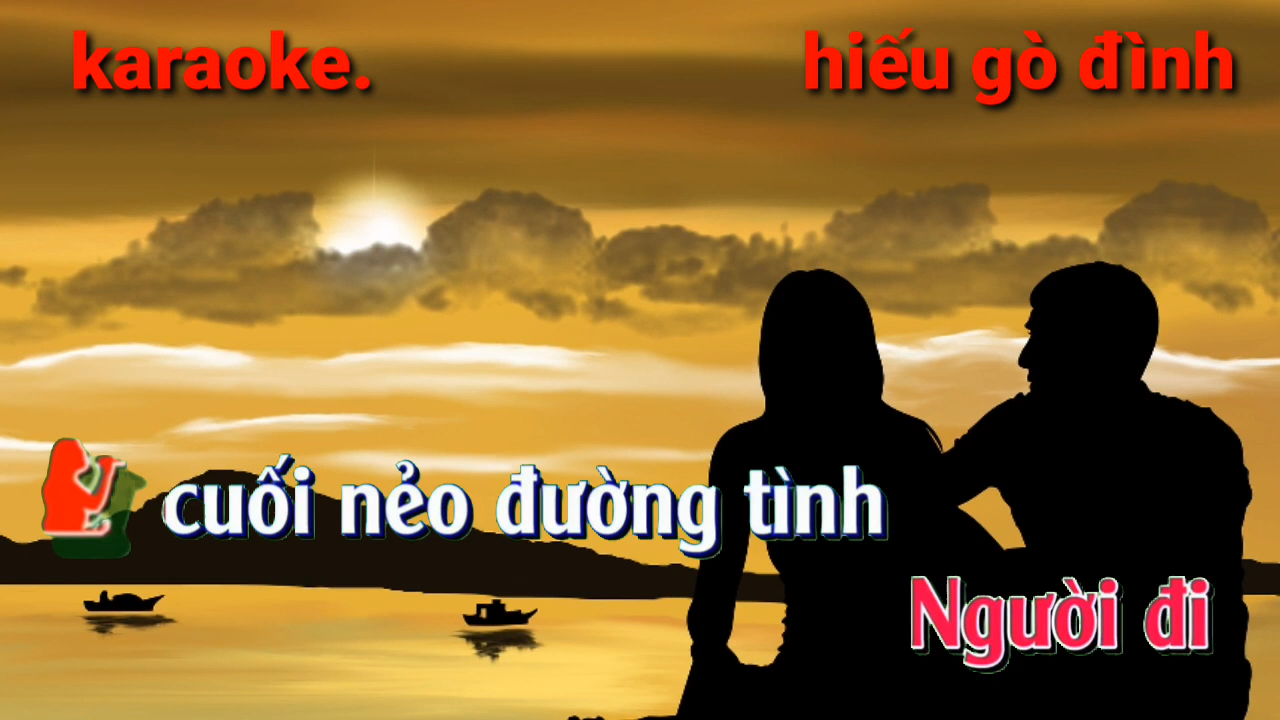 karaoke. hiếu gò đình
cuối nẻo đường tình
Người đi